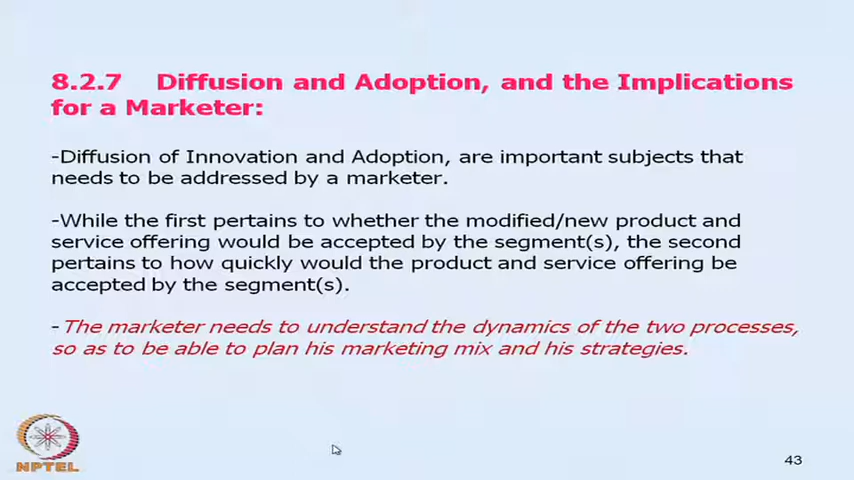 8.2.7 Diffusion and Adoption, and the Implications
for a Marketer:
-Diffusion of Innovation and Adoption, are important subjects that
needs to be addressed by a marketer.
-While the first pertains to whether the modified/new product and
service offering would be accepted by the segment(s), the second
pertains to how quickly would the product and service offering be
accepted by the segment(s).
-The marketer needs to understand the dynamics of the two processes,
so as to be able to plan his marketing mix and his strategies.
NPTEL
43